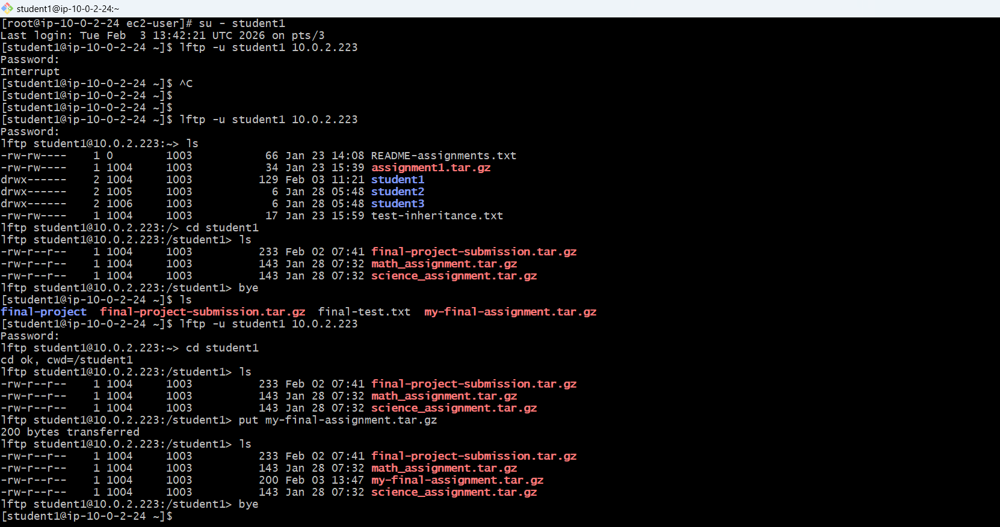 student1@ip-10-0-2-24:~
[root@ip-10-0-2-24 ec2-user]# su - student1
Last login: Tue Feb  3 13:42:21 UTC 2026 on pts/3
[student1@ip-10-0-2-24 ~]$ lftp -u student1 10.0.2.223
Password:
Interrupt
[student1@ip-10-0-2-24 ~]$ ^C
[student1@ip-10-0-2-24 ~]$
[student1@ip-10-0-2-24 ~]$
[student1@ip-10-0-2-24 ~]$ lftp -u student1 10.0.2.223
Password:
lftp student1@10.0.2.223:~> ls
-rw-rw----    1 0        1003           66 Jan 23 14:08 README-assignments.txt
-rw-rw----    1 1004     1003           34 Jan 23 15:39 assignment1.tar.gz
drwx------    2 1004     1003          129 Feb 03 11:21 student1
drwx------    2 1005     1003            6 Jan 28 05:48 student2
drwx------    2 1006     1003            6 Jan 28 05:48 student3
-rw-rw----    1 1004     1003           17 Jan 23 15:59 test-inheritance.txt
lftp student1@10.0.2.223:/> cd student1
lftp student1@10.0.2.223:/student1> ls
-rw-r--r--    1 1004     1003          233 Feb 02 07:41 final-project-submission.tar.gz
-rw-r--r--    1 1004     1003          143 Jan 28 07:32 math_assignment.tar.gz
-rw-r--r--    1 1004     1003          143 Jan 28 07:32 science_assignment.tar.gz
lftp student1@10.0.2.223:/student1> bye
[student1@ip-10-0-2-24 ~]$ ls
final-project  final-project-submission.tar.gz  final-test.txt  my-final-assignment.tar.gz
[student1@ip-10-0-2-24 ~]$ lftp -u student1 10.0.2.223
Password:
lftp student1@10.0.2.223:~> cd student1
cd ok, cwd=/student1
lftp student1@10.0.2.223:/student1> ls
-rw-r--r--    1 1004     1003          233 Feb 02 07:41 final-project-submission.tar.gz
-rw-r--r--    1 1004     1003          143 Jan 28 07:32 math_assignment.tar.gz
-rw-r--r--    1 1004     1003          143 Jan 28 07:32 science_assignment.tar.gz
lftp student1@10.0.2.223:/student1> put my-final-assignment.tar.gz
200 bytes transferred
lftp student1@10.0.2.223:/student1> ls
-rw-r--r--    1 1004     1003          233 Feb 02 07:41 final-project-submission.tar.gz
-rw-r--r--    1 1004     1003          143 Jan 28 07:32 math_assignment.tar.gz
-rw-r--r--    1 1004     1003          200 Feb 03 13:47 my-final-assignment.tar.gz
-rw-r--r--    1 1004     1003          143 Jan 28 07:32 science_assignment.tar.gz
lftp student1@10.0.2.223:/student1> bye
[student1@ip-10-0-2-24 ~]$